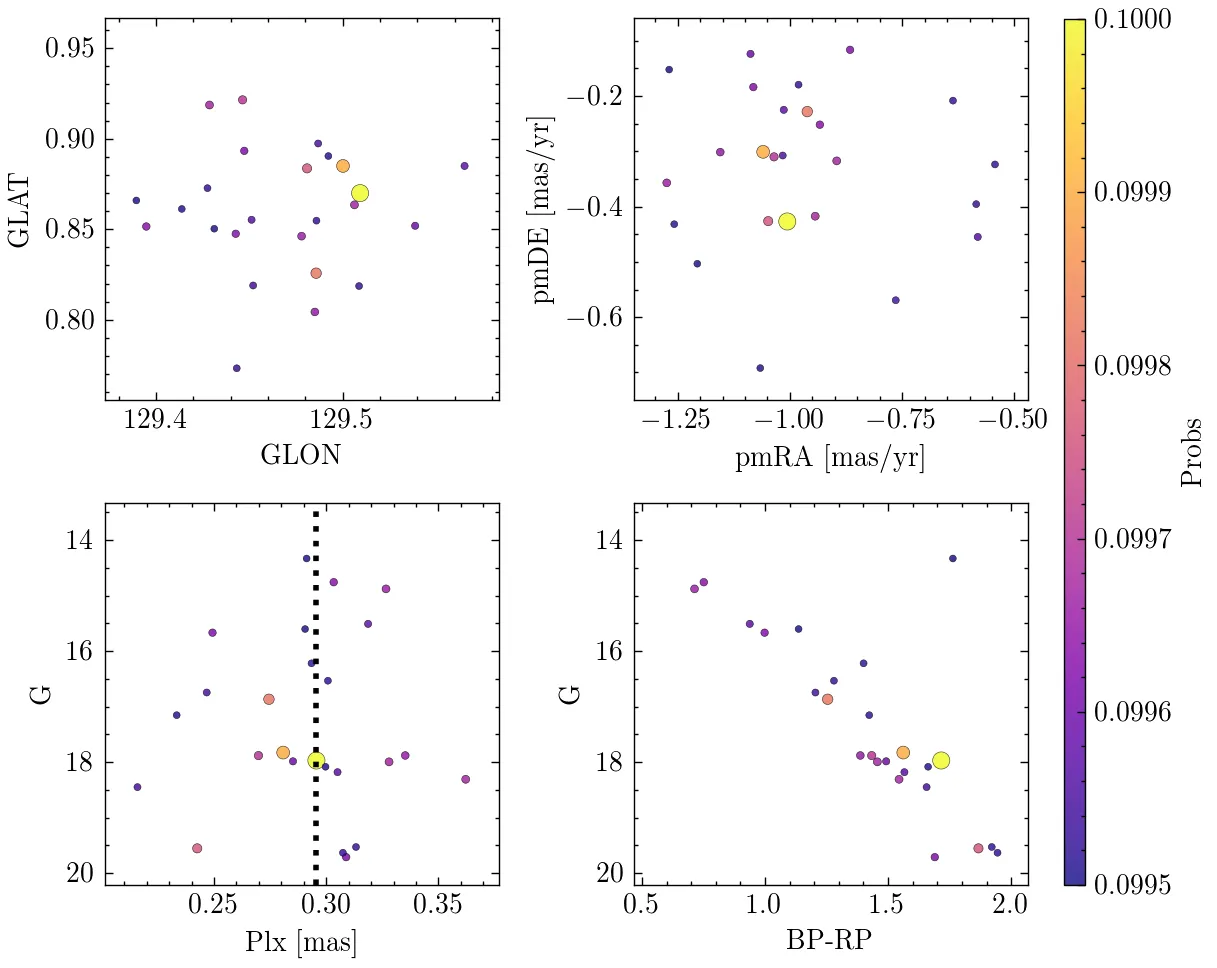 0.95
0.90
0.85
0.80
GLAT
129.4 129.5
GLON
−0.2
−0.4
−0.6
pmDE [mas/yr]
−1.25 −1.00 −0.75 −0.50
pmRA [mas/yr]
14
16
18
20
G
0.25 0.30 0.35
Plx [mas]
14
16
18
20
G
0.5 1.0 1.5 2.0
BP-RP
0.1000
0.0999
0.0998
0.0997
0.0996
0.0995
Probs